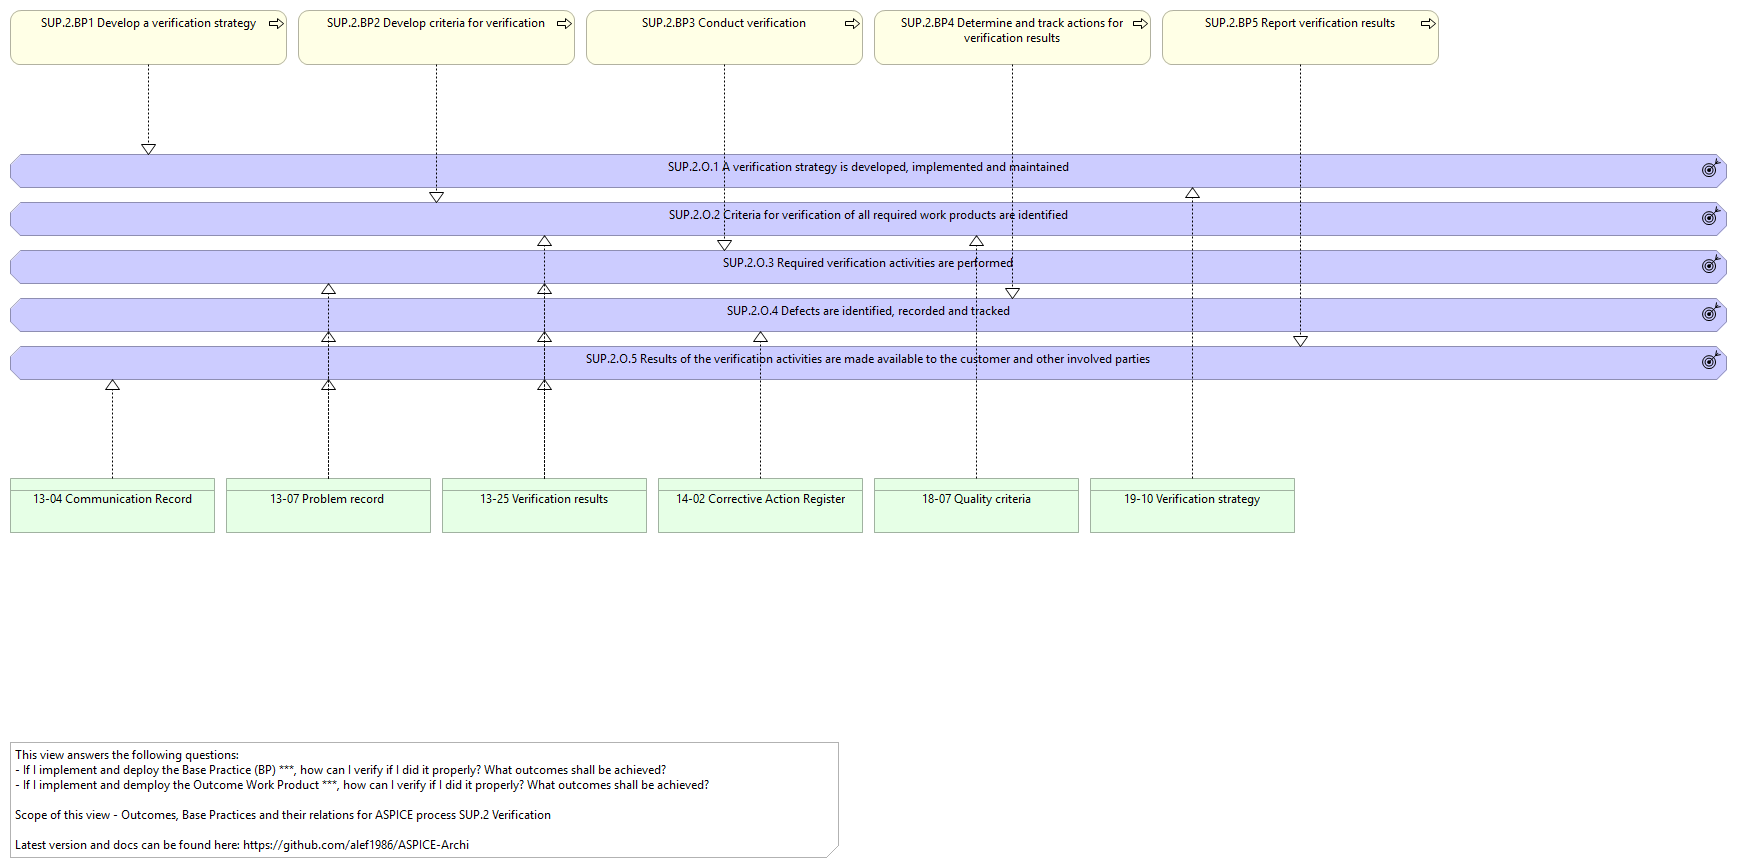 SUP.2.BP1 Develop a verification strategy
SUP.2.BP2 Develop criteria for verification
SUP.2.BP3 Conduct verification
SUP.2.BP4 Determine and track actions for
verification results
SUP.2.BP5 Report verification results
SUP.2.O.1 A verification strategy is developed, implemented and maintained
SUP.2.O.2 Criteria for verification of all required work products are identified
SUP.2.O.3 Required verification activities are performed
SUP.2.O.4 Defects are identified, recorded and tracked
SUP.2.O.5 Results of the verification activities are made available to the customer and other involved parties
13-04 Communication Record
13-07 Problem record
13-25 Verification results
14-02 Corrective Action Register
18-07 Quality criteria
19-10 Verification strategy
This view answers the following questions:
- If I implement and deploy the Base Practice (BP) ***, how can I verify if I did it properly? What outcomes shall be achieved?
- If I implement and demploy the Outcome Work Product ***, how can I verify if I did it properly? What outcomes shall be achieved?
Scope of this view - Outcomes, Base Practices and their relations for ASPICE process SUP.2 Verification
Latest version and docs can be found here: https://github.com/alef1986/ASPICE-Archi